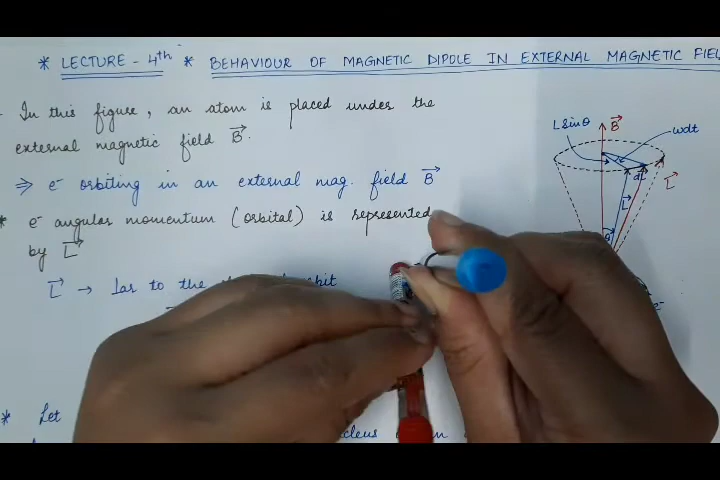 * LECTURE - 4th * BEHAVIOUR OF MAGNETIC DIPOLE IN EXTERNAL MAGNETIC FIEL
In this figure, an atom is placed under the
external magnetic field B⃗.
⇒ e⁻ orbiting in an external mag. field B⃗
* e⁻ angular momentum (orbital) is represented
by L⃗
L⃗ → ⊥ar to the
* Let
L sinθ
B⃗
ωdt
dL⃗
L⃗
L⃗
θ
e⁻